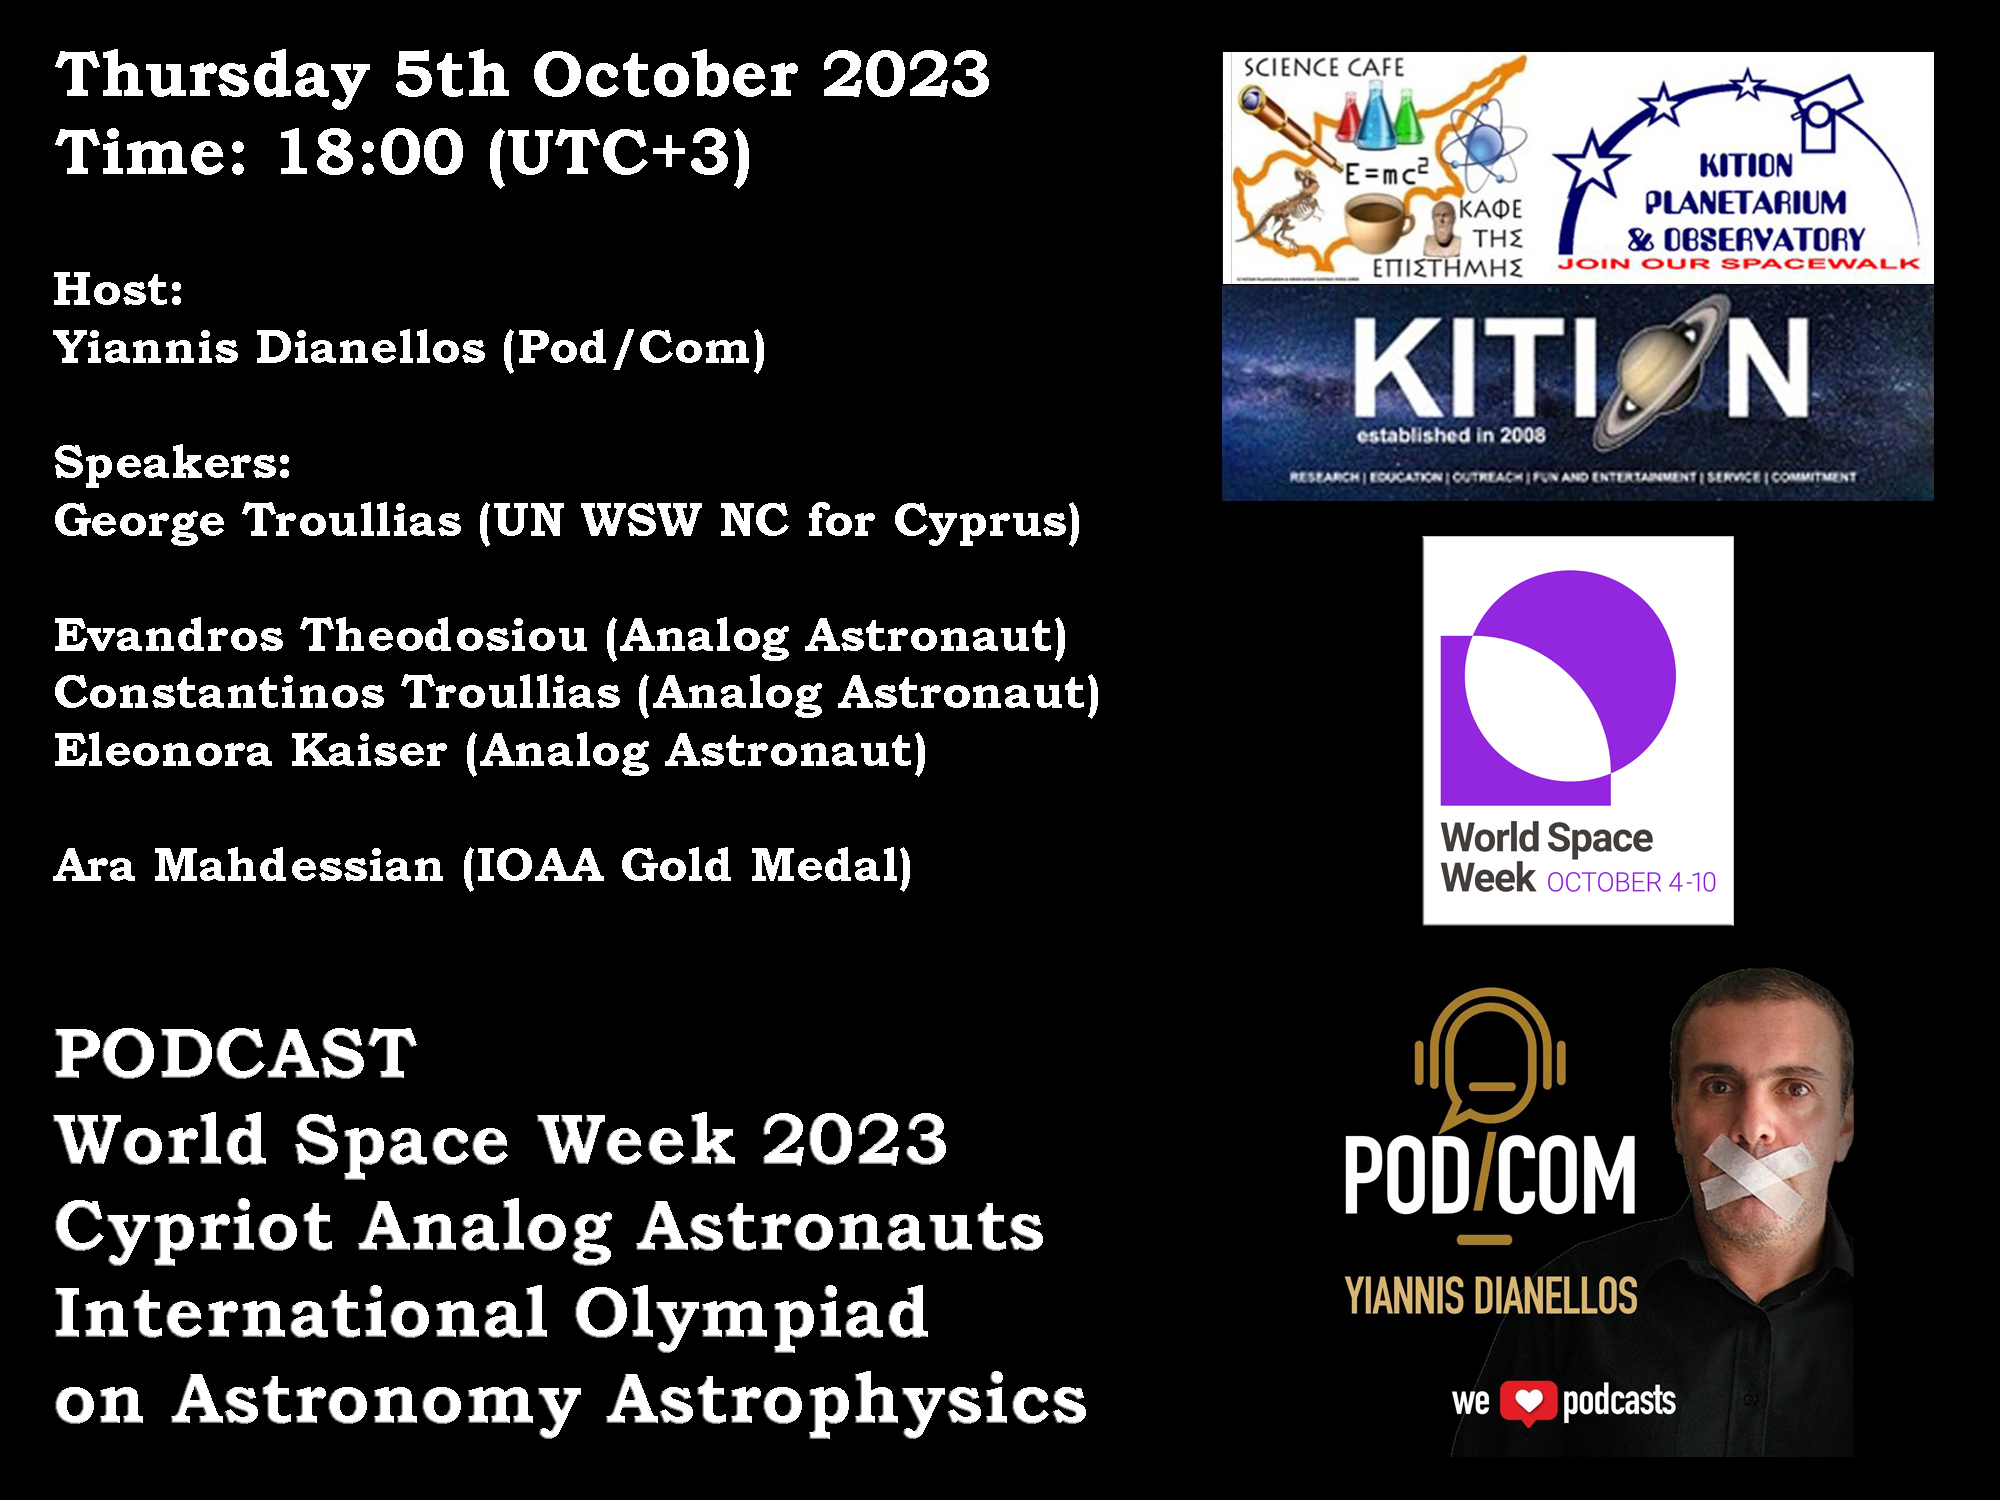 Thursday 5th October 2023
Time: 18:00 (UTC+3)
Host:
Yiannis Dianellos (Pod/Com)
Speakers:
George Troullias (UN WSW NC for Cyprus)
Evandros Theodosiou (Analog Astronaut)
Constantinos Troullias (Analog Astronaut)
Eleonora Kaiser (Analog Astronaut)
Ara Mahdessian (IOAA Gold Medal)
PODCAST
World Space Week 2023
Cypriot Analog Astronauts
International Olympiad
on Astronomy Astrophysics
SCIENCE CAFE
E=mc²
ΚΑΦΕ
ΤΗΣ
ΕΠΙΣΤΗΜΗΣ
KITION
PLANETARIUM
& OBSERVATORY
JOIN OUR SPACEWALK
KITION
established in 2008
RESEARCH | EDUCATION | OUTREACH | FUN AND ENTERTAINMENT | SERVICE | COMMITMENT
World Space
Week OCTOBER 4-10
POD/COM
YIANNIS DIANELLOS
we podcasts